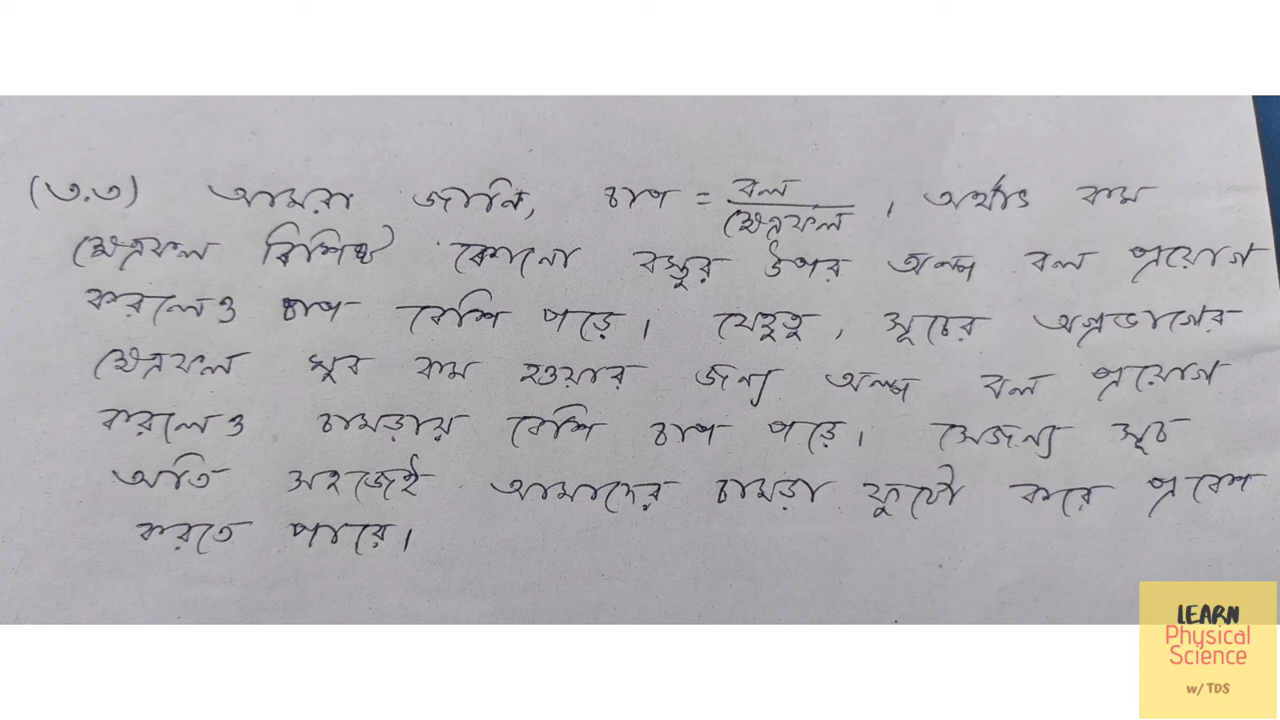 (৩.৩) আমরা জানি, চাপ = বল / ক্ষেত্রফল, অর্থাৎ কম
ক্ষেত্রফল বিশিষ্ট কোনো বস্তুর উপর অল্প বল প্রয়োগ
করলেও চাপ বেশি পড়ে। যেহেতু, সূচের অগ্রভাগের
ক্ষেত্রফল খুব কম হওয়ার জন্য অল্প বল প্রয়োগ
করলেও চামড়ায় বেশি চাপ পড়ে। সেজন্য সূচ
অতি সহজেই আমাদের চামড়া ফুটো করে প্রবেশ
করতে পারে।
LEARN
Physical
Science
w/ TDS